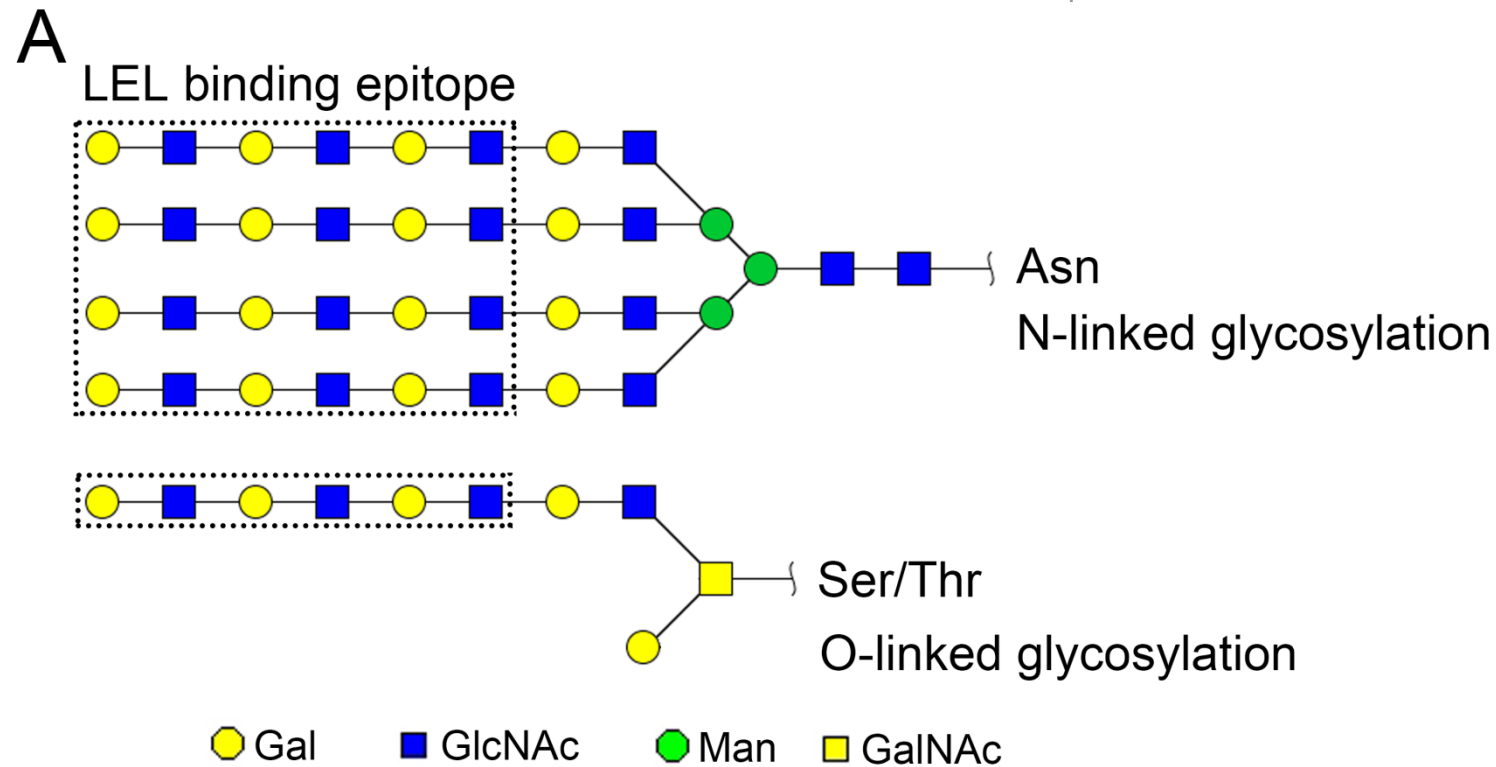 A
LEL binding epitope
Asn
N-linked glycosylation
Ser/Thr
O-linked glycosylation
Gal GlcNAc Man GalNAc